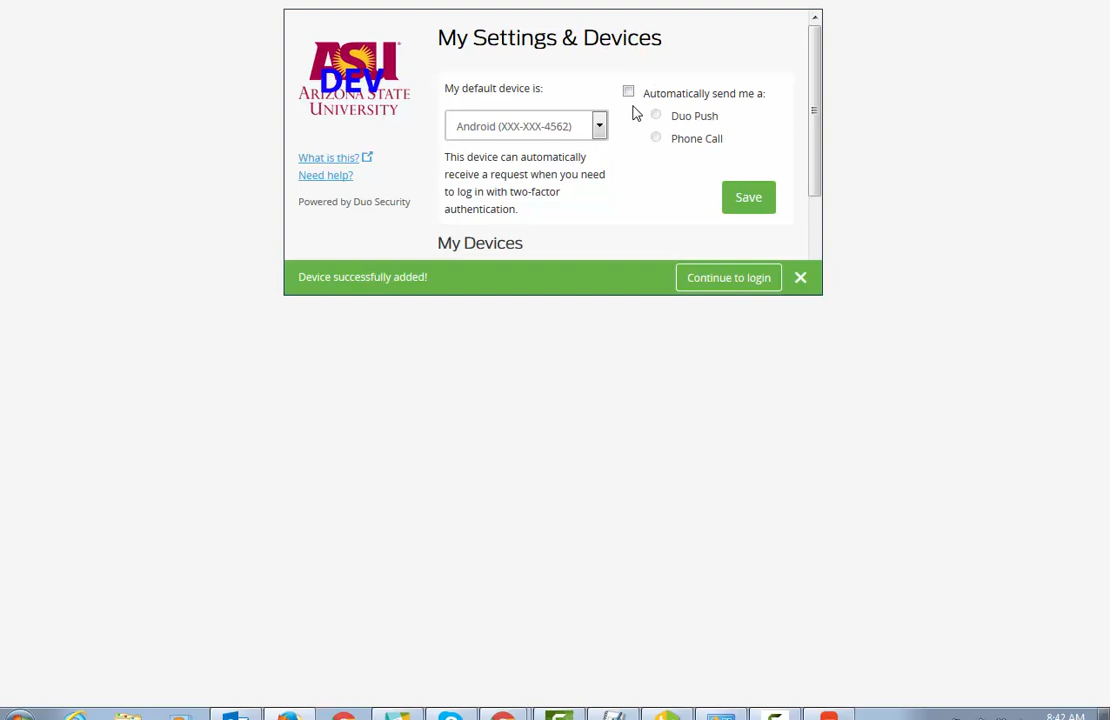 My Settings & Devices
ASU
DEV
ARIZONA STATE
UNIVERSITY
What is this?
Need help?
Powered by Duo Security
My default device is:
Android (XXX-XXX-4562)
This device can automatically
receive a request when you need
to log in with two-factor
authentication.
Automatically send me a:
Duo Push
Phone Call
Save
My Devices
Device successfully added!
Continue to login
8:42 AM